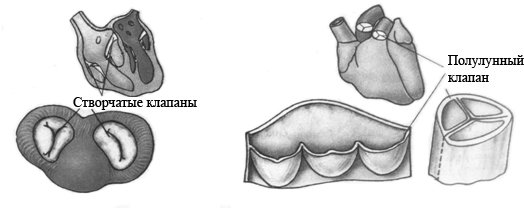 Створчатые клапаны
Полулунный
клапан